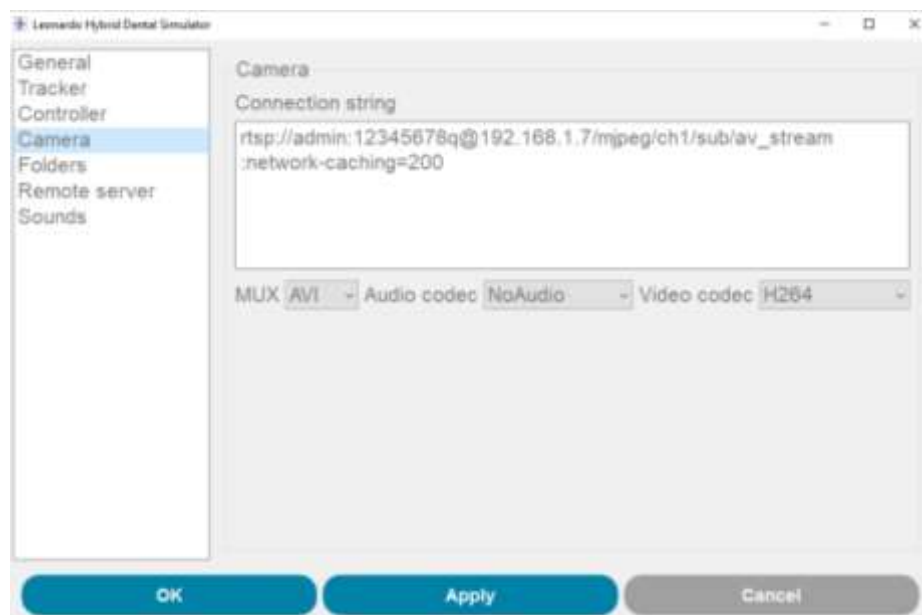 Leonardo Hybrid Dental Simulator
General
Tracker
Controller
Camera
Folders
Remote server
Sounds
Camera
Connection string
rtsp://admin:12345678q@192.168.1.7/mjpeg/ch1/sub/av_stream
:network-caching=200
MUX AVI Audio codec NoAudio Video codec H264
OK Apply Cancel